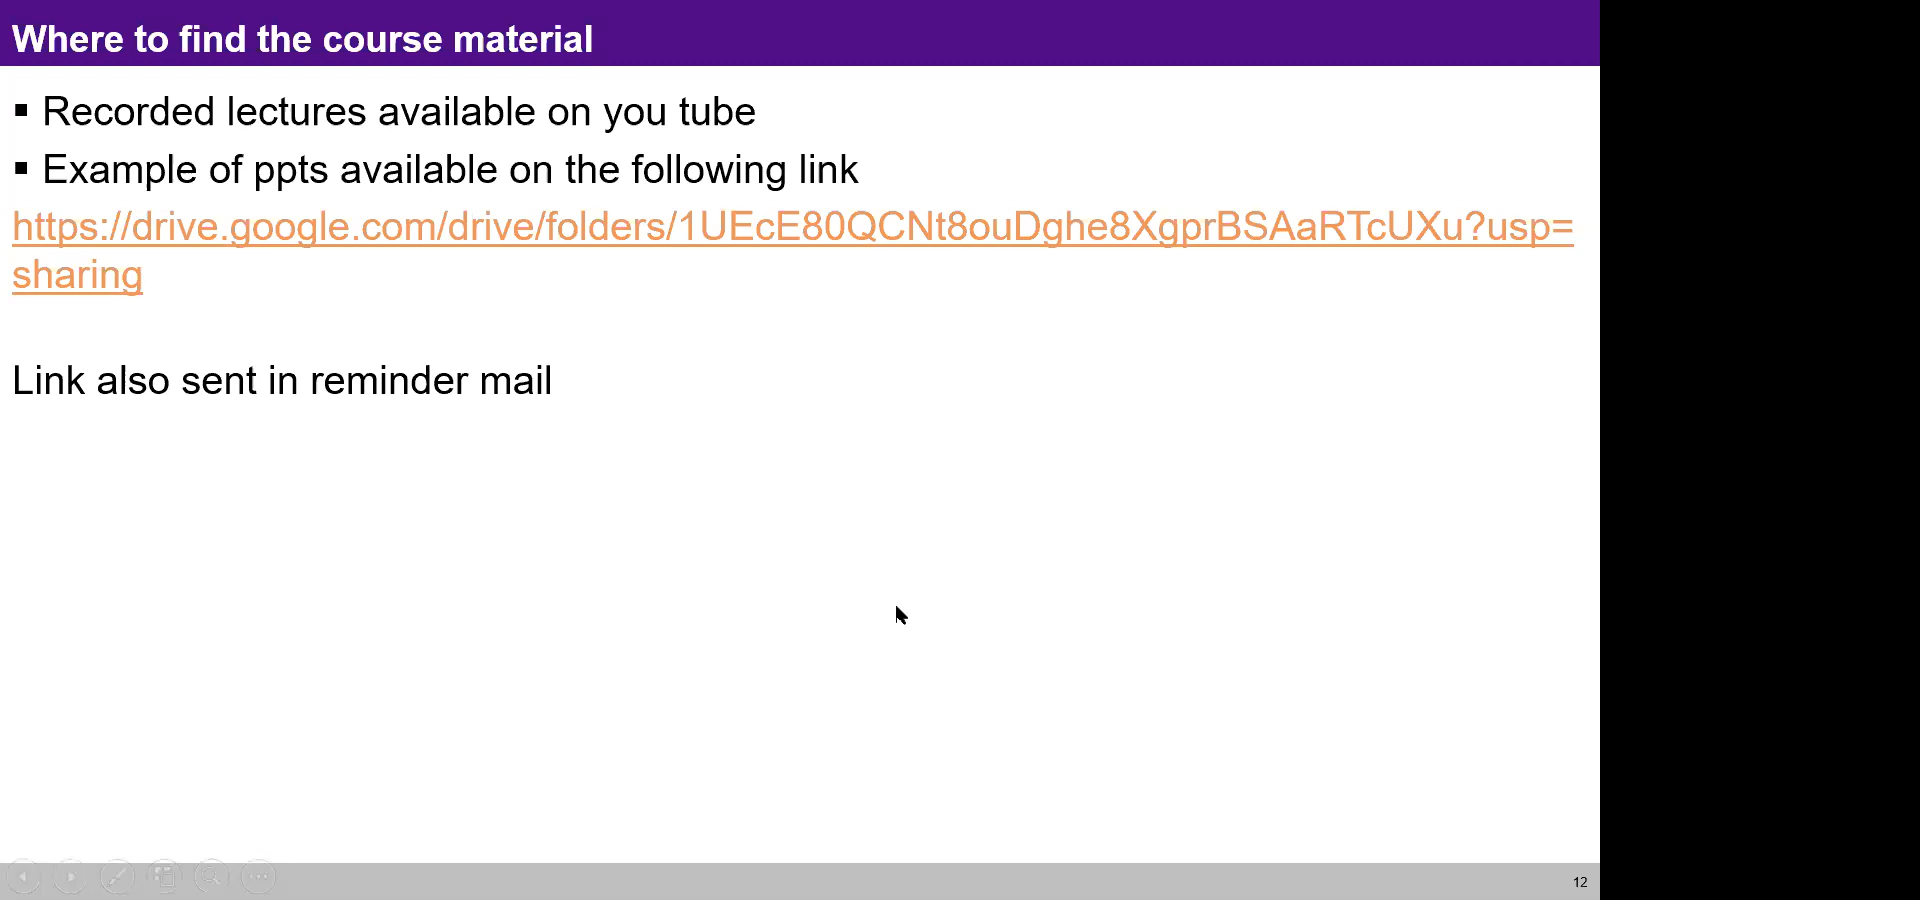 Where to find the course material
▪ Recorded lectures available on you tube
▪ Example of ppts available on the following link
https://drive.google.com/drive/folders/1UEcE80QCNt8ouDghe8XgprBSAaRTcUXu?usp=
sharing
Link also sent in reminder mail
12